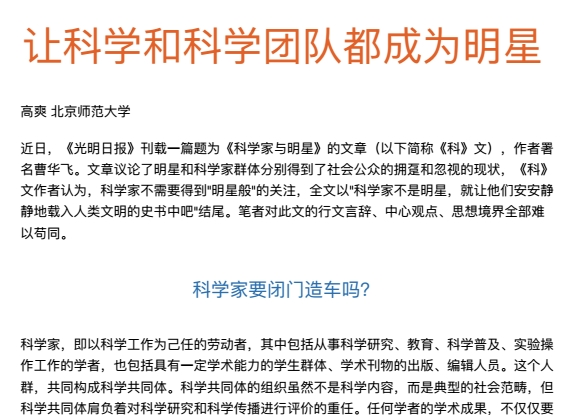 让科学和科学团队都成为明星
高爽 北京师范大学
近日，《光明日报》刊载一篇题为《科学家与明星》的文章（以下简称《科》文），作者署
名曹华飞。文章议论了明星和科学家群体分别得到了社会公众的拥趸和忽视的现状，《科》
文作者认为，科学家不需要得到"明星般"的关注，全文以"科学家不是明星，就让他们安安静
静地载入人类文明的史书中吧"结尾。笔者对此文的行文言辞、中心观点、思想境界全部难
以苟同。
科学家要闭门造车吗?
科学家，即以科学工作为己任的劳动者，其中包括从事科学研究、教育、科学普及、实验操
作工作的学者，也包括具有一定学术能力的学生群体、学术刊物的出版、编辑人员。这个人
群，共同构成科学共同体。科学共同体的组织虽然不是科学内容，而是典型的社会范畴，但
科学共同体肩负着对科学研究和科学传播进行评价的重任。任何学者的学术成果，不仅仅要